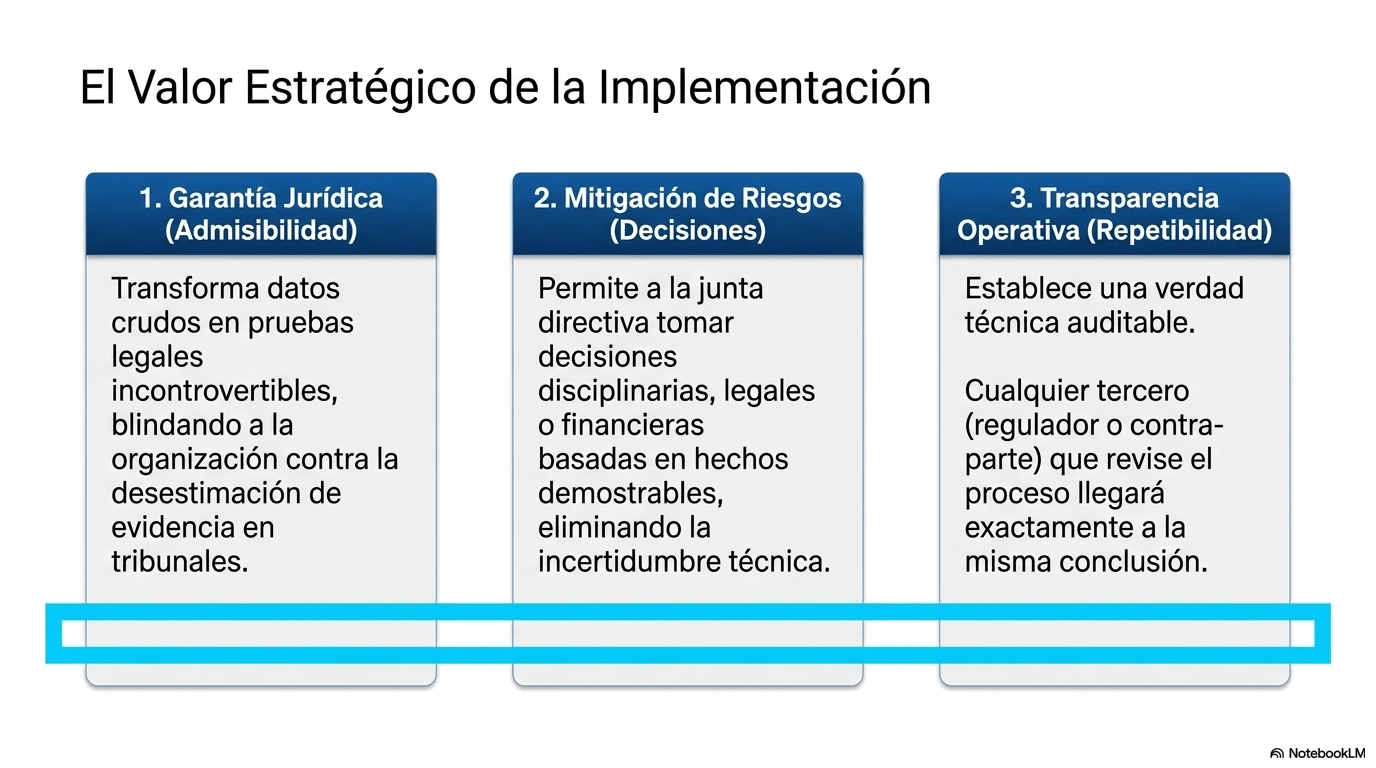 El Valor Estratégico de la Implementación
1. Garantía Jurídica
(Admisibilidad)
Transforma datos
crudos en pruebas
legales
incontrovertibles,
blindando a la
organización contra la
desestimación de
evidencia en
tribunales.
2. Mitigación de Riesgos
(Decisiones)
Permite a la junta
directiva tomar
decisiones
disciplinarias, legales
o financieras
basadas en hechos
demostrables,
eliminando la
incertidumbre técnica.
3. Transparencia
Operativa (Repetibilidad)
Establece una verdad
técnica auditable.
Cualquier tercero
(regulador o contra-
parte) que revise el
proceso llegará
exactamente a la
misma conclusión.
NotebookLM